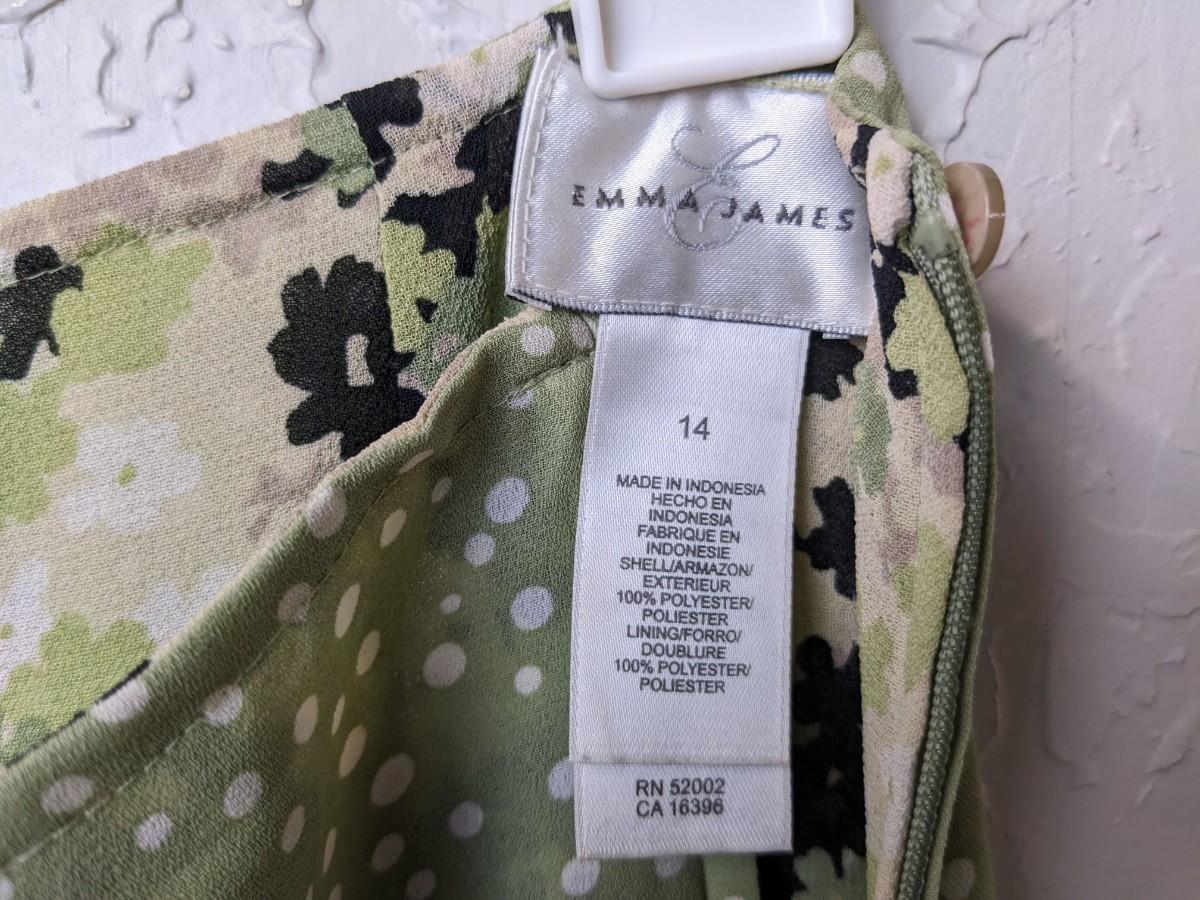 EMMA JAMES
14
MADE IN INDONESIA
HECHO EN
INDONESIA
FABRIQUE EN
INDONESIE
SHELL/ARMAZON/
EXTERIEUR
100% POLYESTER/
POLIESTER
LINING/FORRO/
DOUBLURE
100% POLYESTER/
POLIESTER
RN 52002
CA 16396